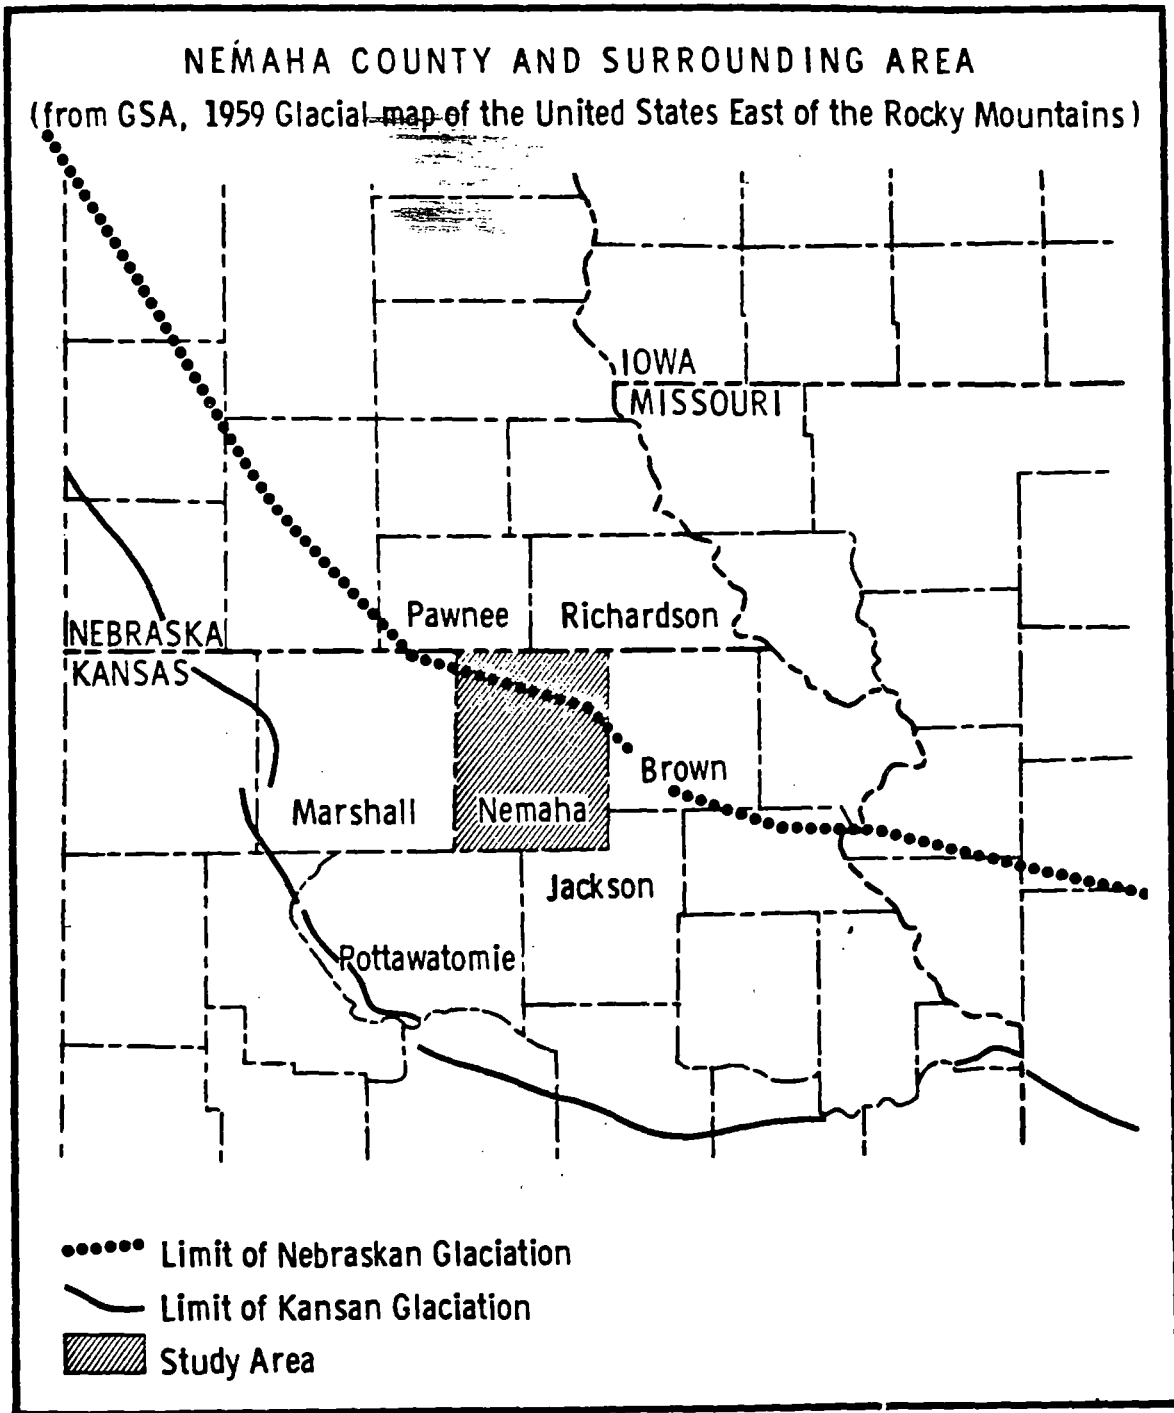 NEMAHA COUNTY AND SURROUNDING AREA
(from GSA, 1959 Glacial map of the United States East of the Rocky Mountains)
IOWA
MISSOURI
Pawnee
Richardson
NEBRASKA
KANSAS
Brown
Marshall
Nemaha
Jackson
Pottawatomie
Limit of Nebraskan Glaciation
Limit of Kansan Glaciation
Study Area